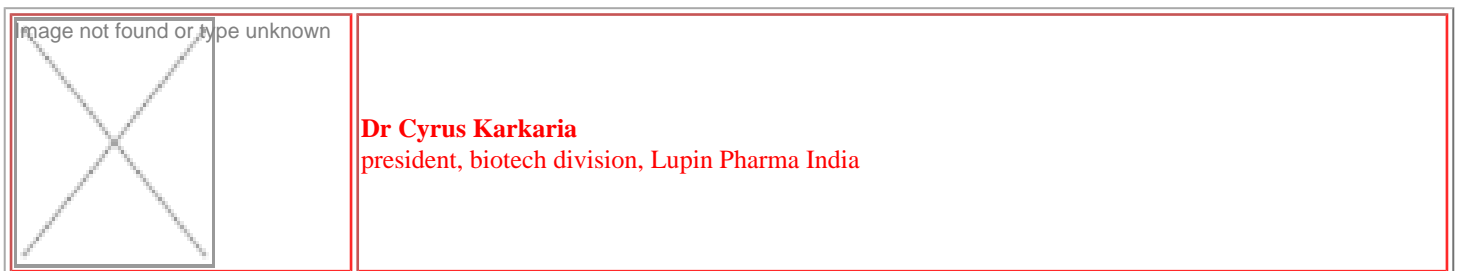 Image not found or type unknown
Dr Cyrus Karkaria
president, biotech division, Lupin Pharma India